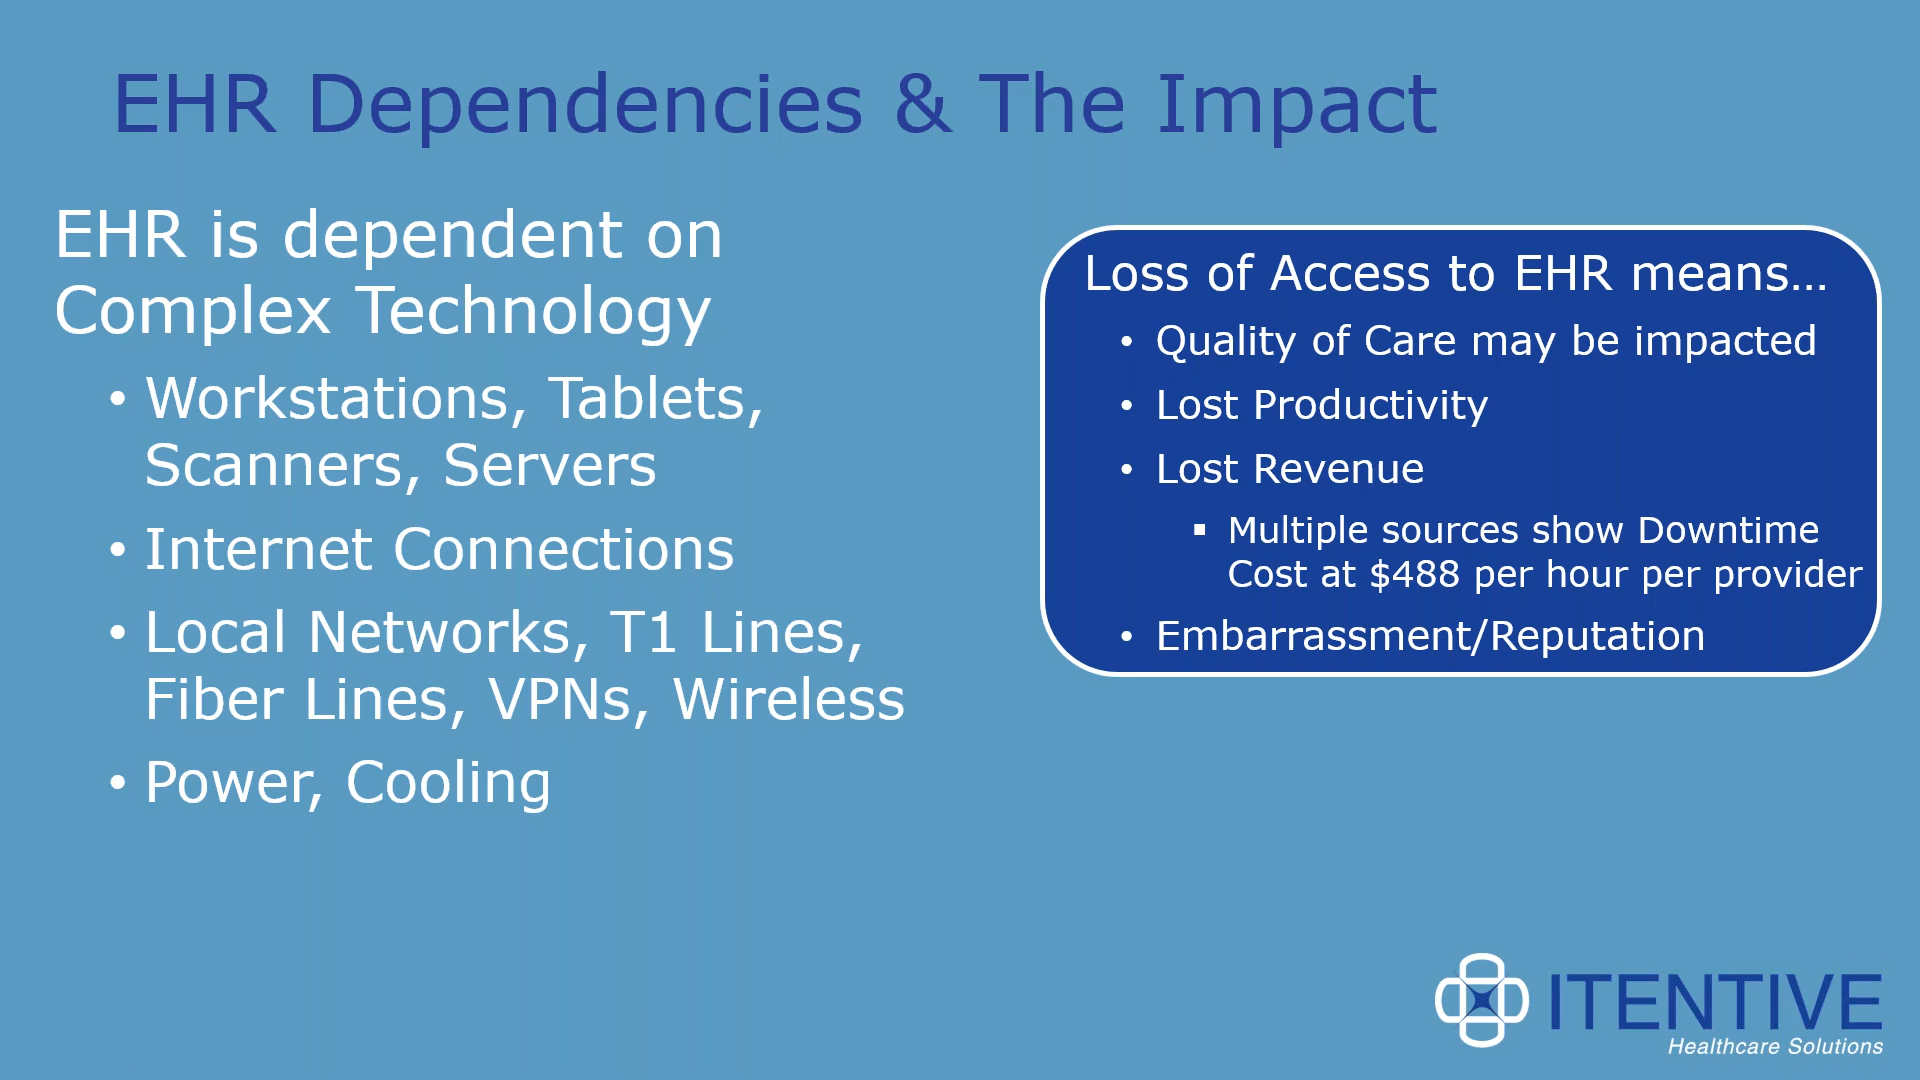 EHR Dependencies & The Impact
EHR is dependent on
Complex Technology
• Workstations, Tablets,
Scanners, Servers
• Internet Connections
• Local Networks, T1 Lines,
Fiber Lines, VPNs, Wireless
• Power, Cooling
Loss of Access to EHR means...
• Quality of Care may be impacted
• Lost Productivity
• Lost Revenue
▪ Multiple sources show Downtime
Cost at $488 per hour per provider
• Embarrassment/Reputation
ITENTIVE
Healthcare Solutions